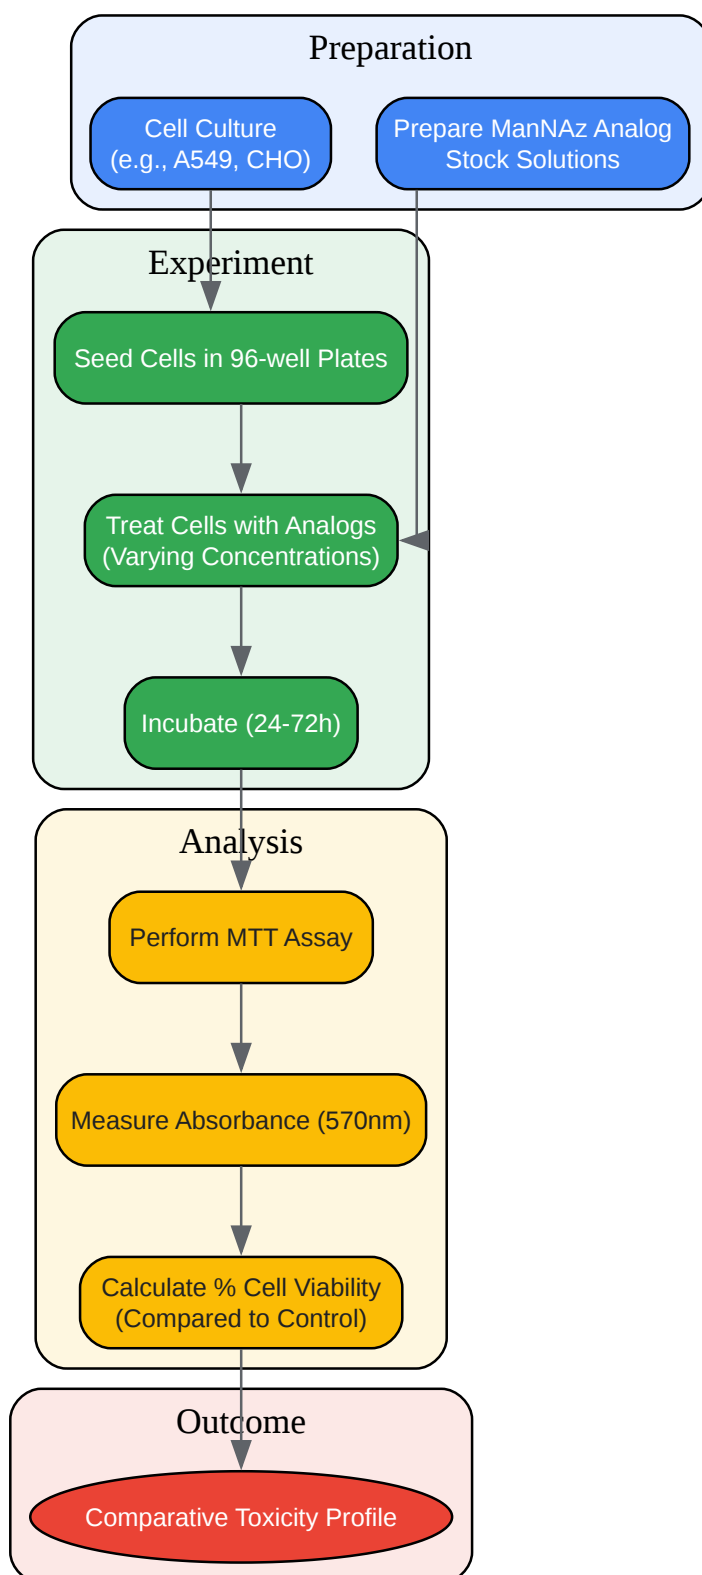 Preparation
Cell Culture
(e.g., A549, CHO)
Prepare ManNAz Analog
Stock Solutions
Experiment
Seed Cells in 96-well Plates
Treat Cells with Analogs
(Varying Concentrations)
Incubate (24-72h)
Analysis
Perform MTT Assay
Measure Absorbance (570nm)
Calculate % Cell Viability
(Compared to Control)
Outcome
Comparative Toxicity Profile